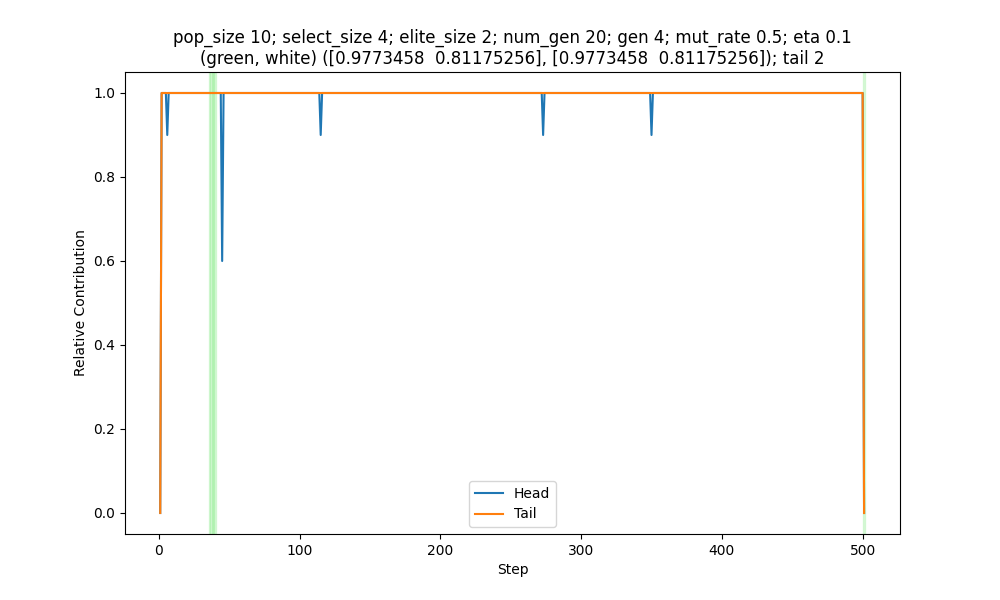 pop_size 10; select_size 4; elite_size 2; num_gen 20; gen 4; mut_rate 0.5; eta 0.1
(green, white) ([0.9773458  0.81175256], [0.9773458  0.81175256]); tail 2
1.0
0.8
0.6
0.4
0.2
0.0
Relative Contribution
Head
Tail
0 100 200 300 400 500
Step